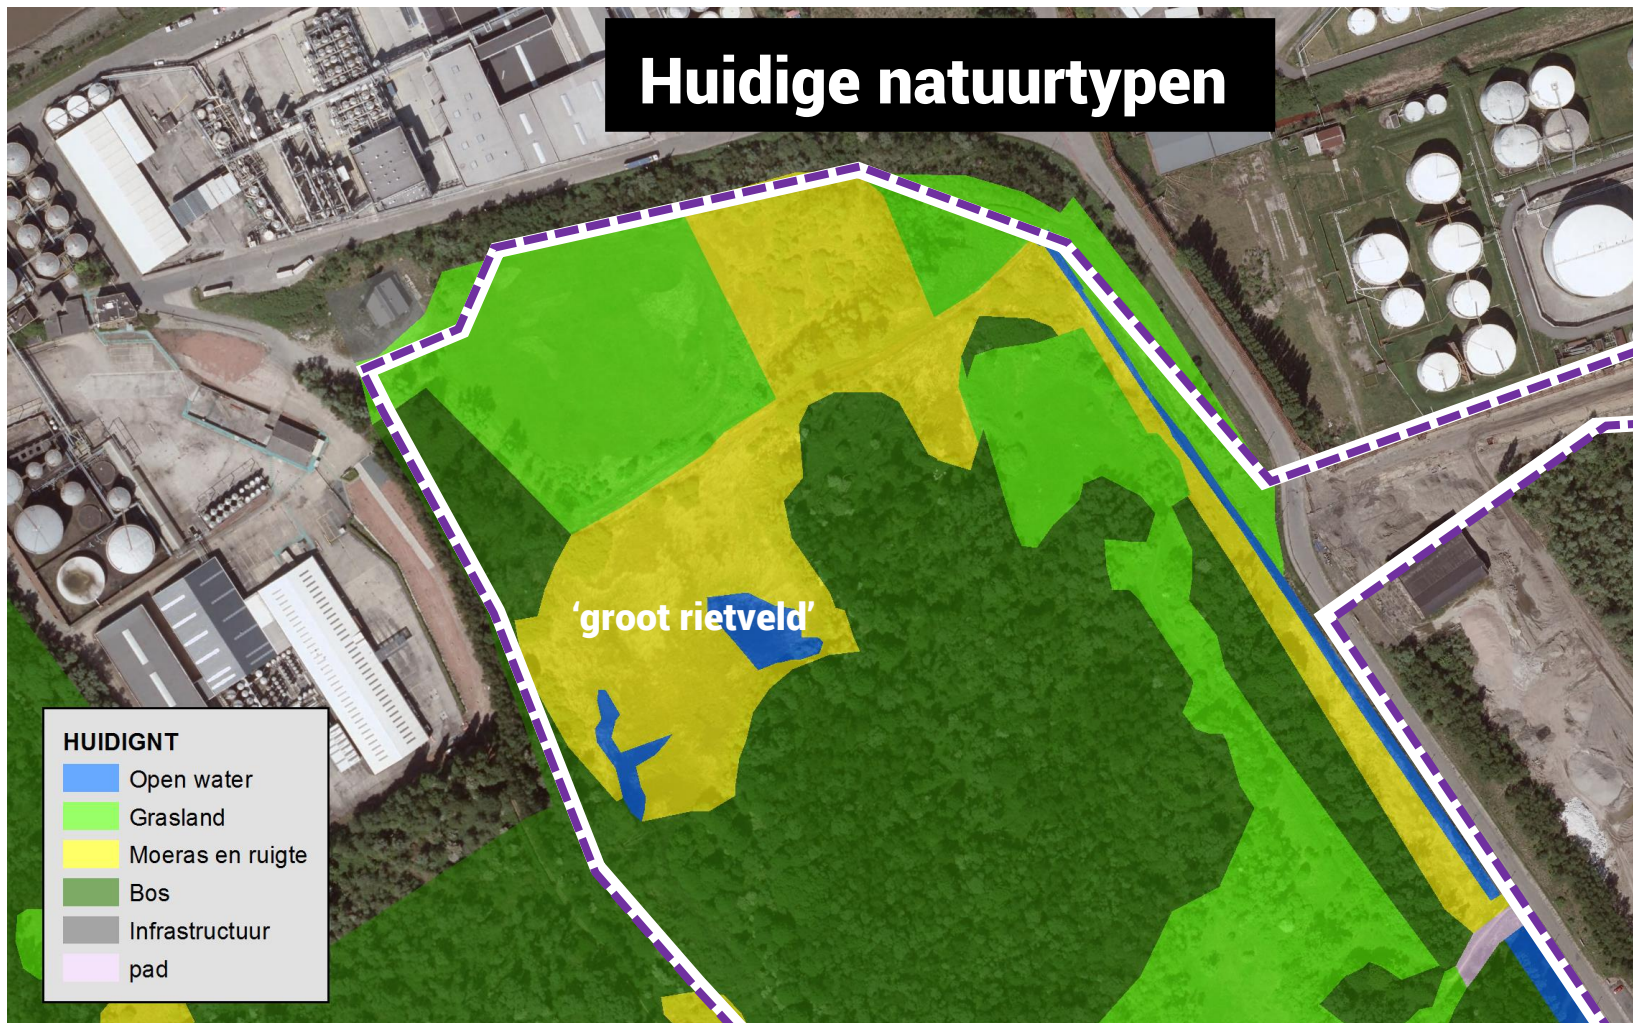 Huidige natuurtypen
‘groot rietveld’
HUIDIGNT
Open water
Grasland
Moeras en ruigte
Bos
Infrastructuur
pad